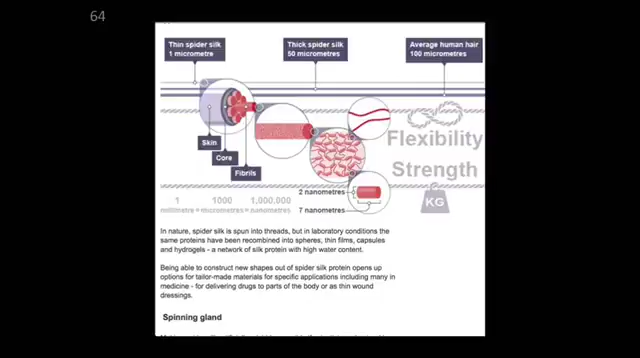 64
Thin spider silk
1 micrometre
Thick spider silk
50 micrometres
Average human hair
100 micrometres
Skin
Core
Fibrils
Flexibility
Strength
KG
2 nanometres
7 nanometres
1 1000 1,000,000
millimetre = micrometres = nanometres
In nature, spider silk is spun into threads, but in laboratory conditions the
same proteins have been recombined into spheres, thin films, capsules
and hydrogels - a network of silk protein with high water content.
Being able to construct new shapes out of spider silk protein opens up
options for tailor-made materials for specific applications including many in
medicine - for delivering drugs to parts of the body or as thin wound
dressings.
Spinning gland